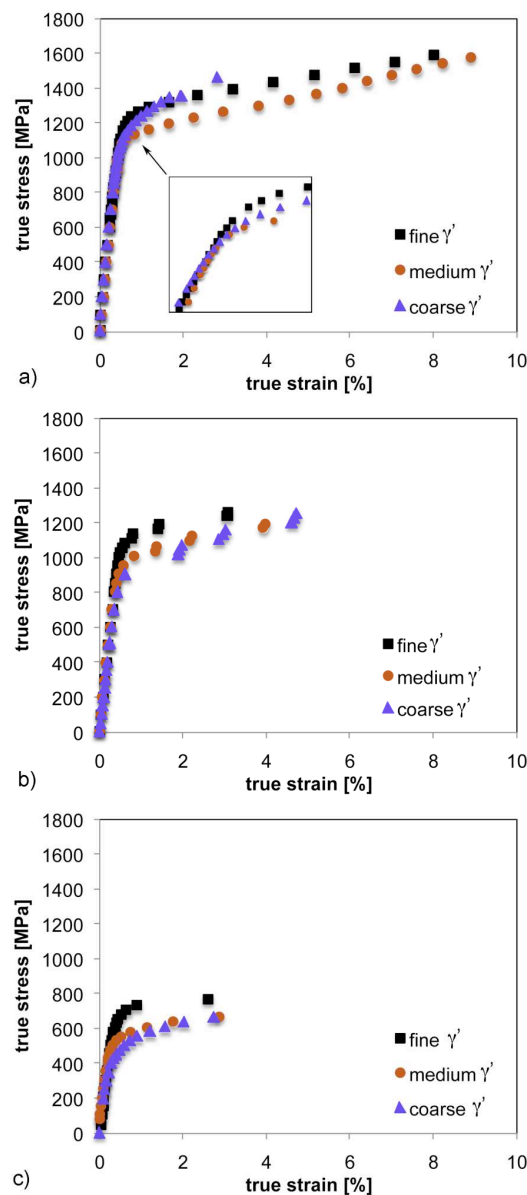 1800
1600
1400
1200
1000
800
600
400
200
0
true stress [MPa]
fine γ'
medium γ'
coarse γ'
0 2 4 6 8 10
true strain [%]
a)
1800
1600
1400
1200
1000
800
600
400
200
0
true stress [MPa]
fine γ'
medium γ'
coarse γ'
0 2 4 6 8 10
true strain [%]
b)
1800
1600
1400
1200
1000
800
600
400
200
0
true stress [MPa]
fine γ'
medium γ'
coarse γ'
0 2 4 6 8 10
true strain [%]
c)